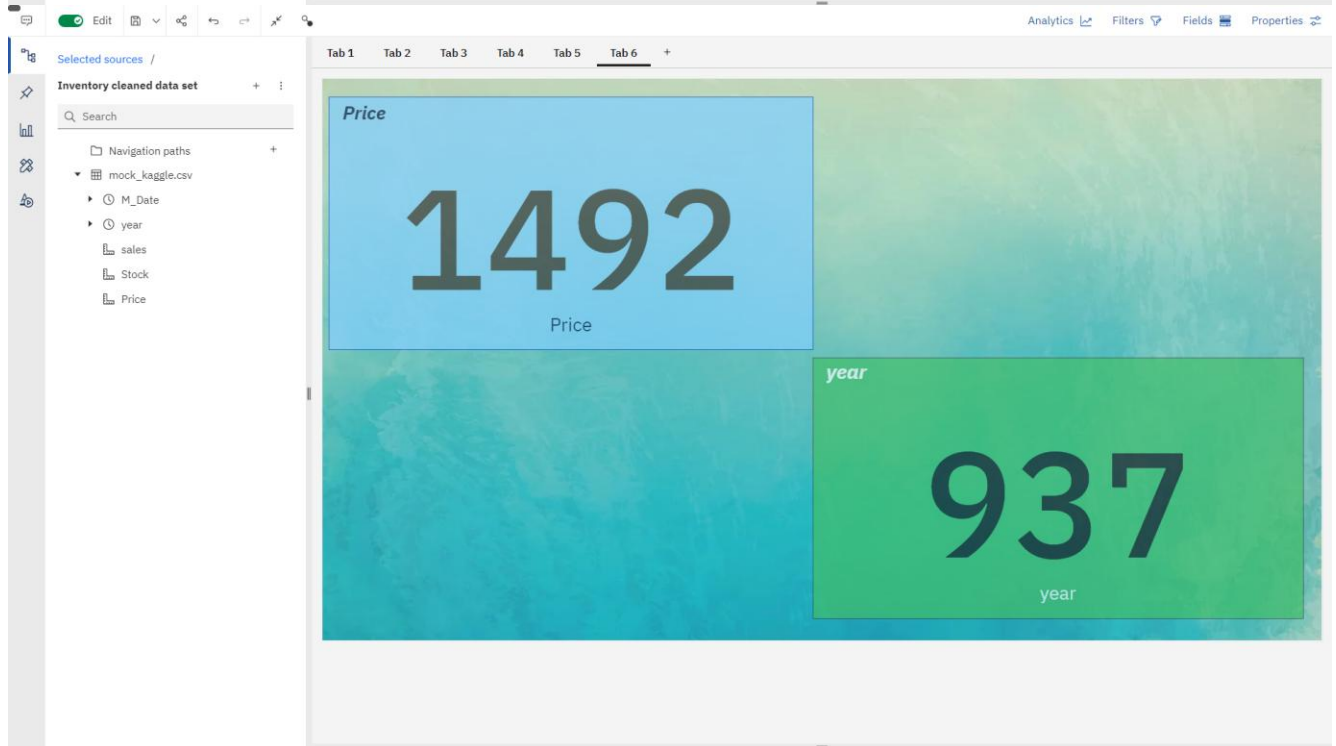 Edit
Analytics Filters Fields Properties
Selected sources /
Tab 1 Tab 2 Tab 3 Tab 4 Tab 5 Tab 6 +
Inventory cleaned data set +
Search
Navigation paths +
mock_kaggle.csv
M_Date
year
sales
Stock
Price
Price
1492
Price
year
937
year